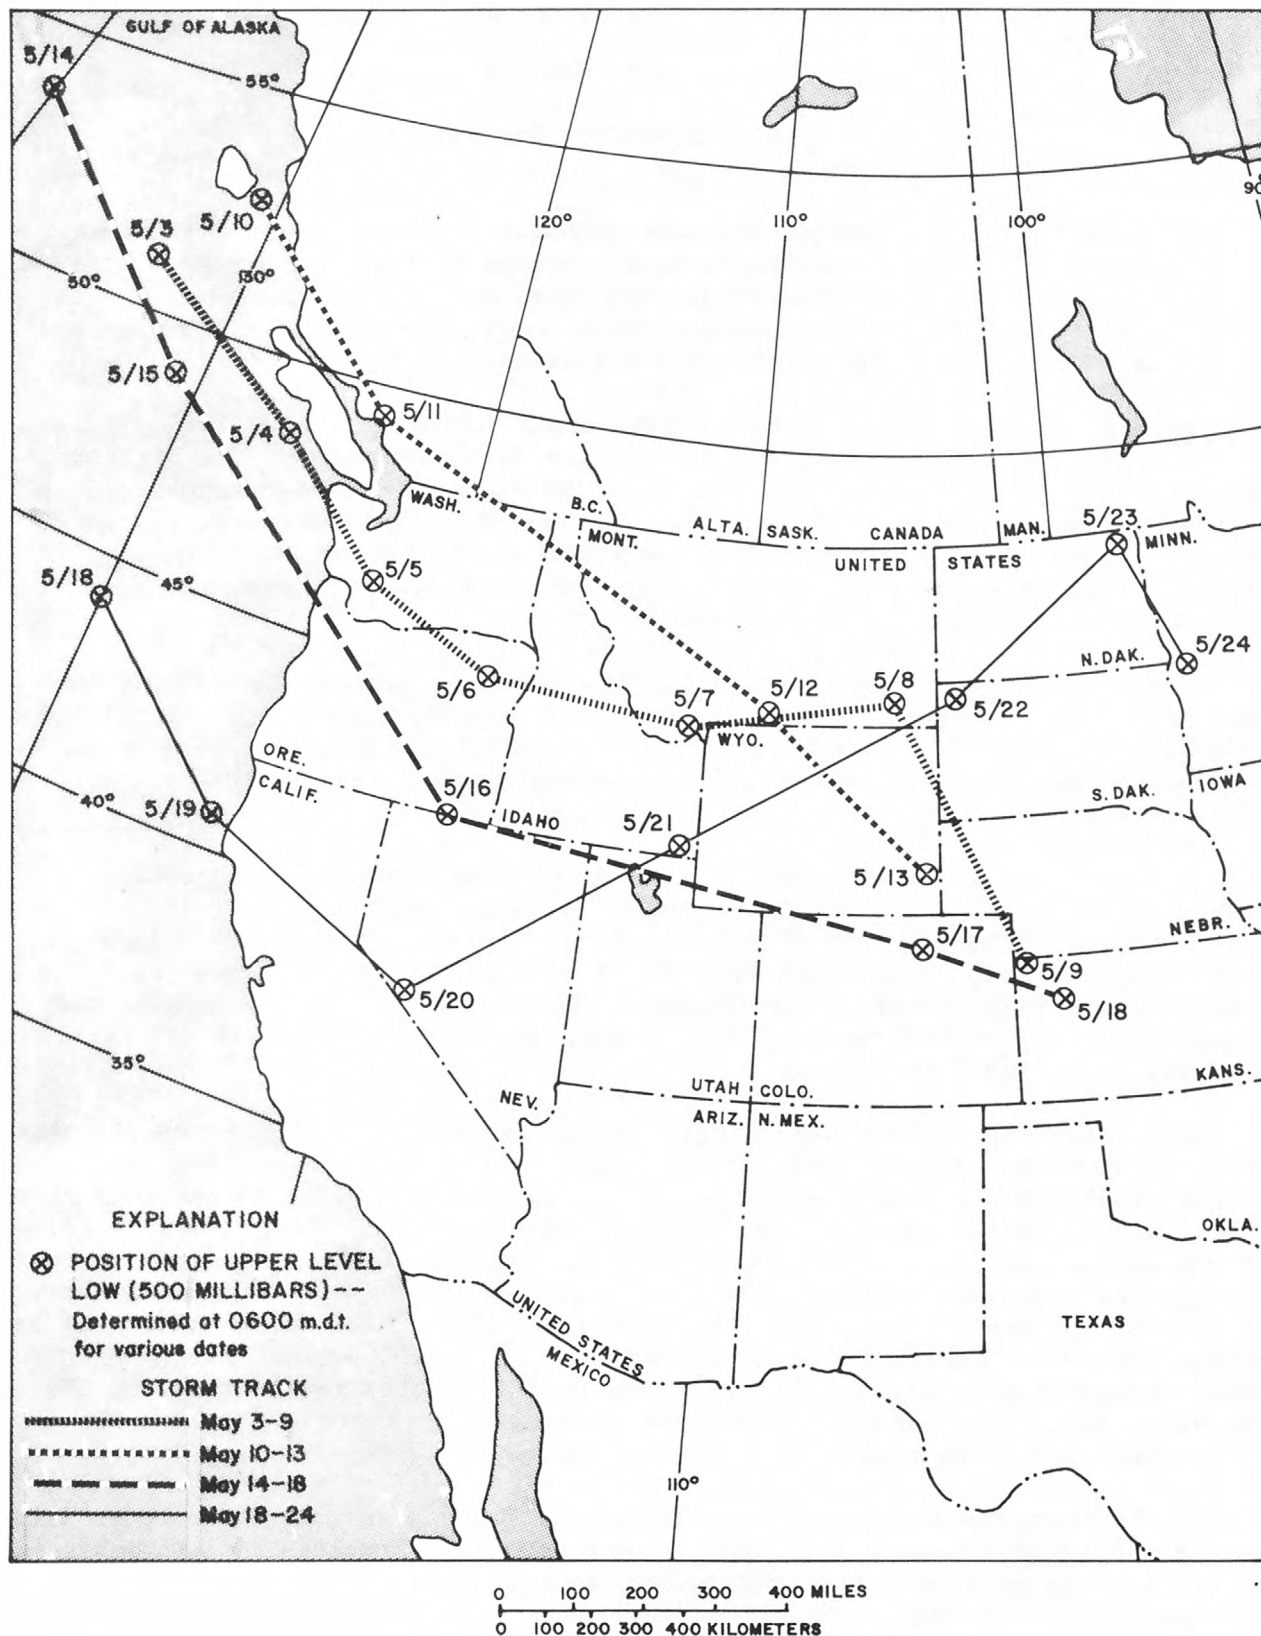 GULF OF ALASKA
5/14
55°
90°
5/10
5/3
120°
110°
100°
50°
130°
5/15
5/11
5/4
WASH.
B.C.
ALTA.
SASK.
CANADA
MAN.
5/23
MINN.
MONT.
UNITED
STATES
5/18
45°
5/5
5/24
N. DAK.
5/6
5/7
5/12
5/8
5/22
WYO.
ORE.
CALIF.
5/16
IDAHO
S. DAK.
IOWA
40°
5/19
5/21
5/13
5/17
NEBR.
5/9
5/20
5/18
35°
NEV.
UTAH
COLO.
KANS.
ARIZ.
N. MEX.
OKLA.
EXPLANATION
POSITION OF UPPER LEVEL
LOW (500 MILLIBARS)--
Determined at 0600 m.d.t.
for various dates
UNITED STATES
MEXICO
TEXAS
STORM TRACK
May 3-9
May 10-13
May 14-18
May 18-24
110°
0 100 200 300 400 MILES
0 100 200 300 400 KILOMETERS